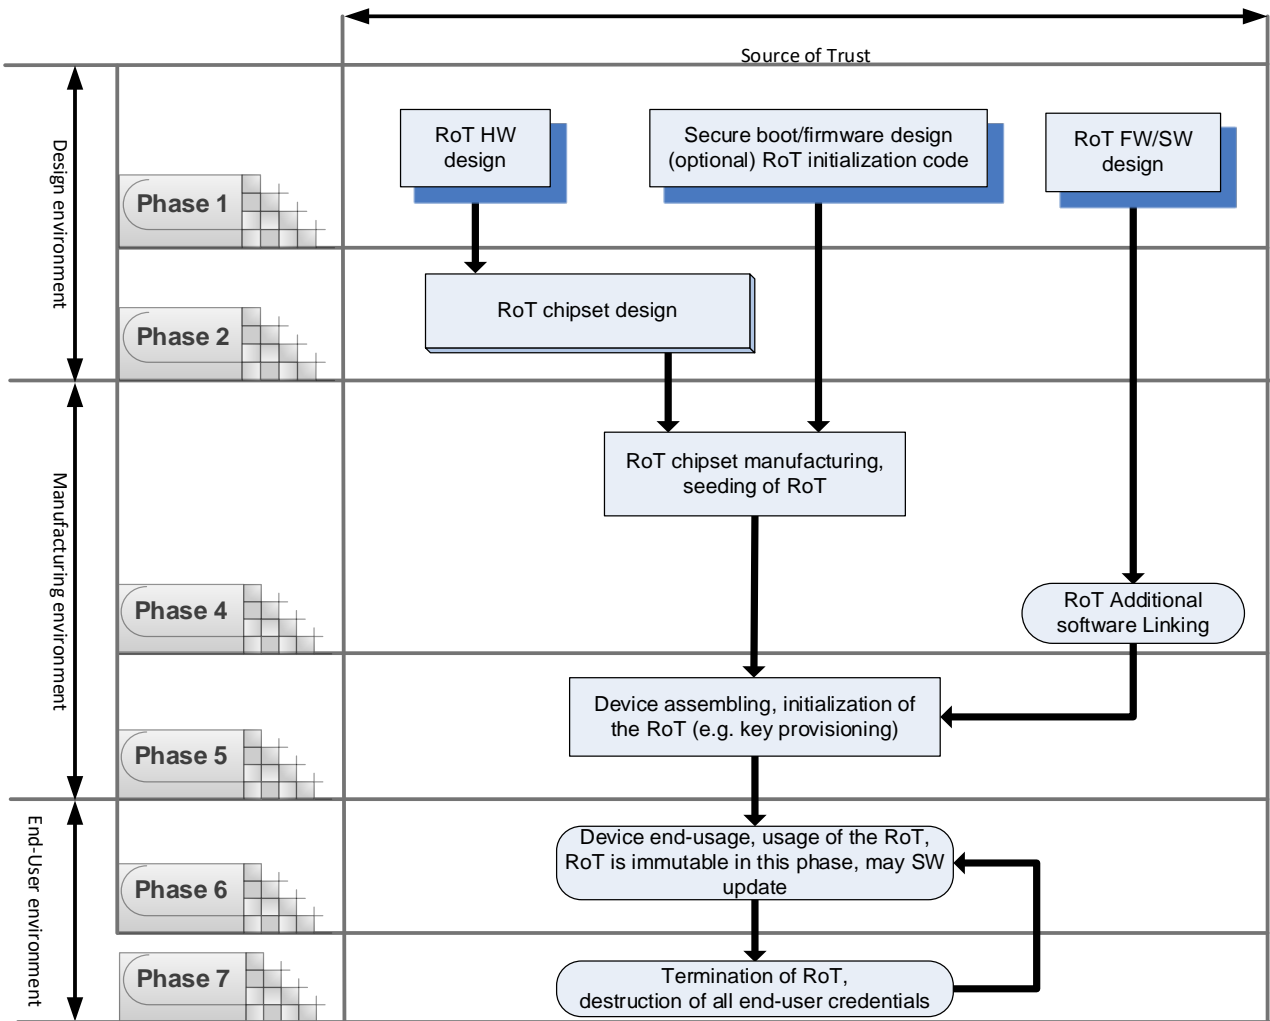 Source of Trust
Design environment
RoT HW
design
Secure boot/firmware design
(optional) RoT initialization code
RoT FW/SW
design
Phase 1
RoT chipset design
Phase 2
Manufacturing environment
RoT chipset manufacturing,
seeding of RoT
Phase 4
RoT Additional
software Linking
Device assembling, initialization of
the RoT (e.g. key provisioning)
Phase 5
End-User environment
Device end-usage, usage of the RoT,
RoT is immutable in this phase, may SW
update
Phase 6
Phase 7
Termination of RoT,
destruction of all end-user credentials